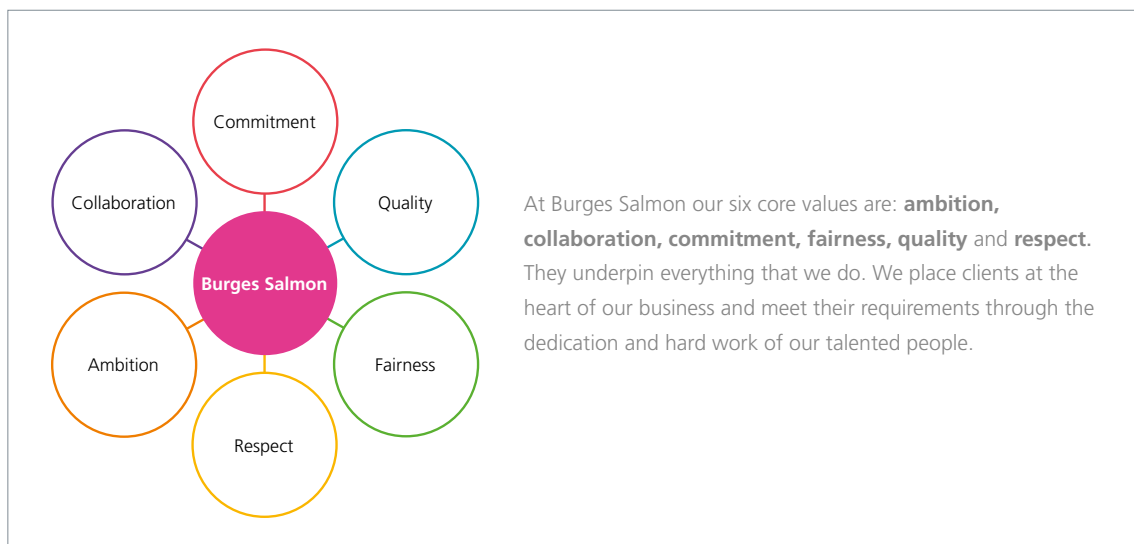 Commitment
Collaboration
Quality
Burges Salmon
Ambition
Fairness
Respect
At Burges Salmon our six core values are: ambition,
collaboration, commitment, fairness, quality and respect.
They underpin everything that we do. We place clients at the
heart of our business and meet their requirements through the
dedication and hard work of our talented people.